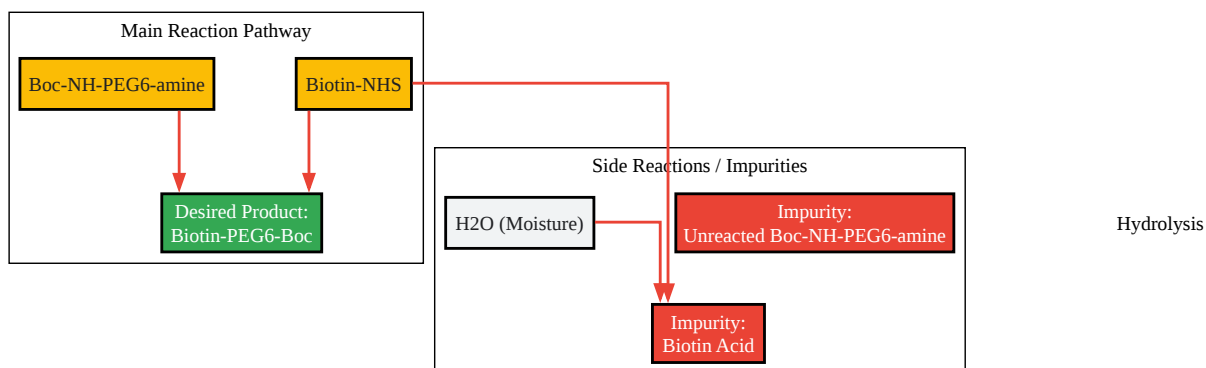 Main Reaction Pathway
Boc-NH-PEG6-amine
Biotin-NHS
Desired Product:
Biotin-PEG6-Boc
Side Reactions / Impurities
H2O (Moisture)
Impurity:
Unreacted Boc-NH-PEG6-amine
Hydrolysis
Impurity:
Biotin Acid